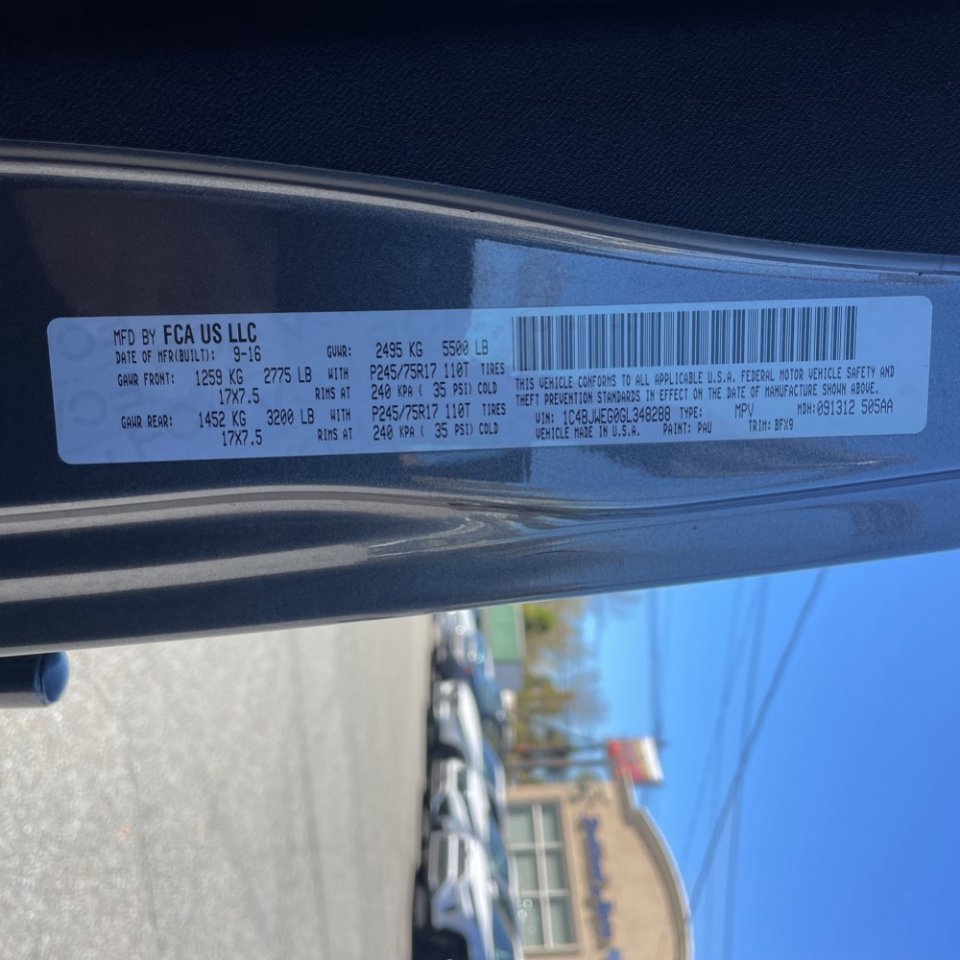 MFD BY FCA US LLC
DATE OF MFR(BUILT): 9-16 GVWR: 2495 KG 5500 LB
GAWR FRONT: 1259 KG 2775 LB WITH P245/75R17 110T TIRES
17X7.5 RIMS AT 240 KPA ( 35 PSI) COLD
GAWR REAR: 1452 KG 3200 LB WITH P245/75R17 110T TIRES
17X7.5 RIMS AT 240 KPA ( 35 PSI) COLD
THIS VEHICLE CONFORMS TO ALL APPLICABLE U.S.A. FEDERAL MOTOR VEHICLE SAFETY AND
THEFT PREVENTION STANDARDS IN EFFECT ON THE DATE OF MANUFACTURE SHOWN ABOVE.
VIN: 1C4BJWEG0GL348288 TYPE: MPV MDH: 091312 505AA
VEHICLE MADE IN U.S.A. PAINT: PAU TRIM: BFX9